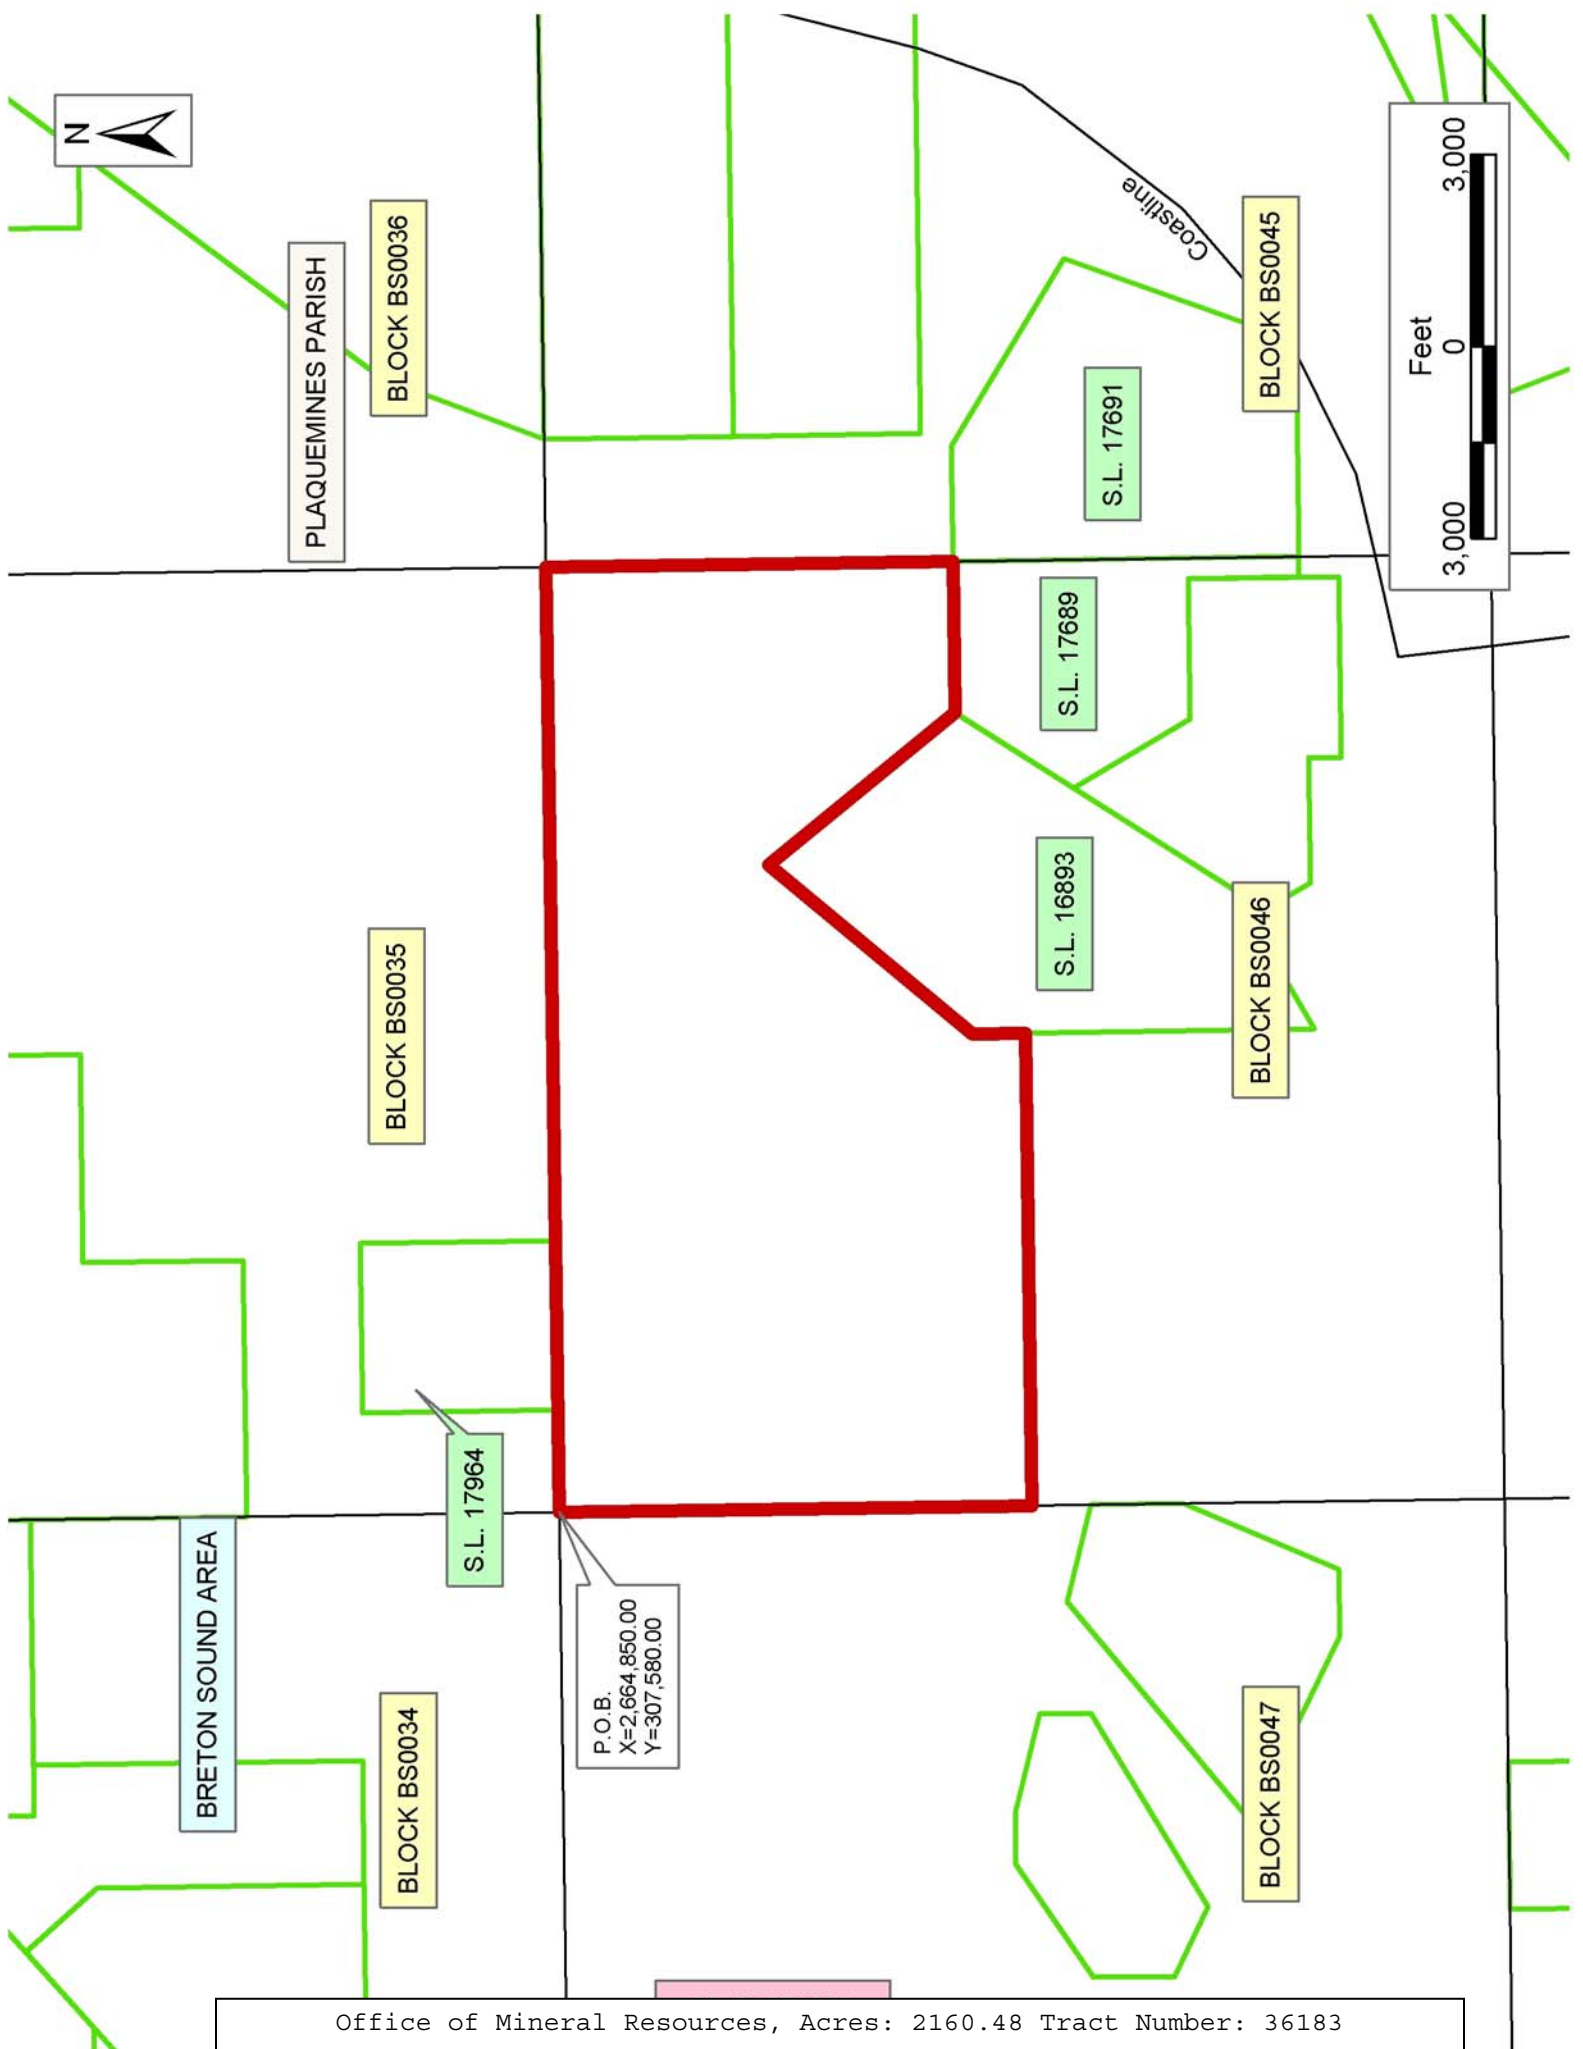 N
PLAQUEMINES PARISH
BLOCK BS0036
BLOCK BS0035
BLOCK BS0034
BRETON SOUND AREA
S.L. 17964
P.O.B.
X=2,664,850.00
Y=307,580.00
Coastline
S.L. 17691
S.L. 17689
S.L. 16893
BLOCK BS0045
BLOCK BS0046
BLOCK BS0047
Feet
3,000 0 3,000
Office of Mineral Resources, Acres: 2160.48 Tract Number: 36183